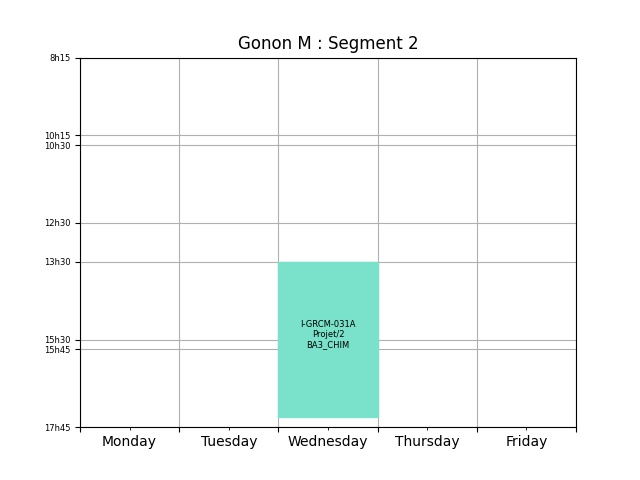 Gonon M : Segment 2
8h15
10h15
10h30
12h30
13h30
I-GRCM-031A
Projet/2
BA3_CHIM
15h30
15h45
17h45
Monday Tuesday Wednesday Thursday Friday